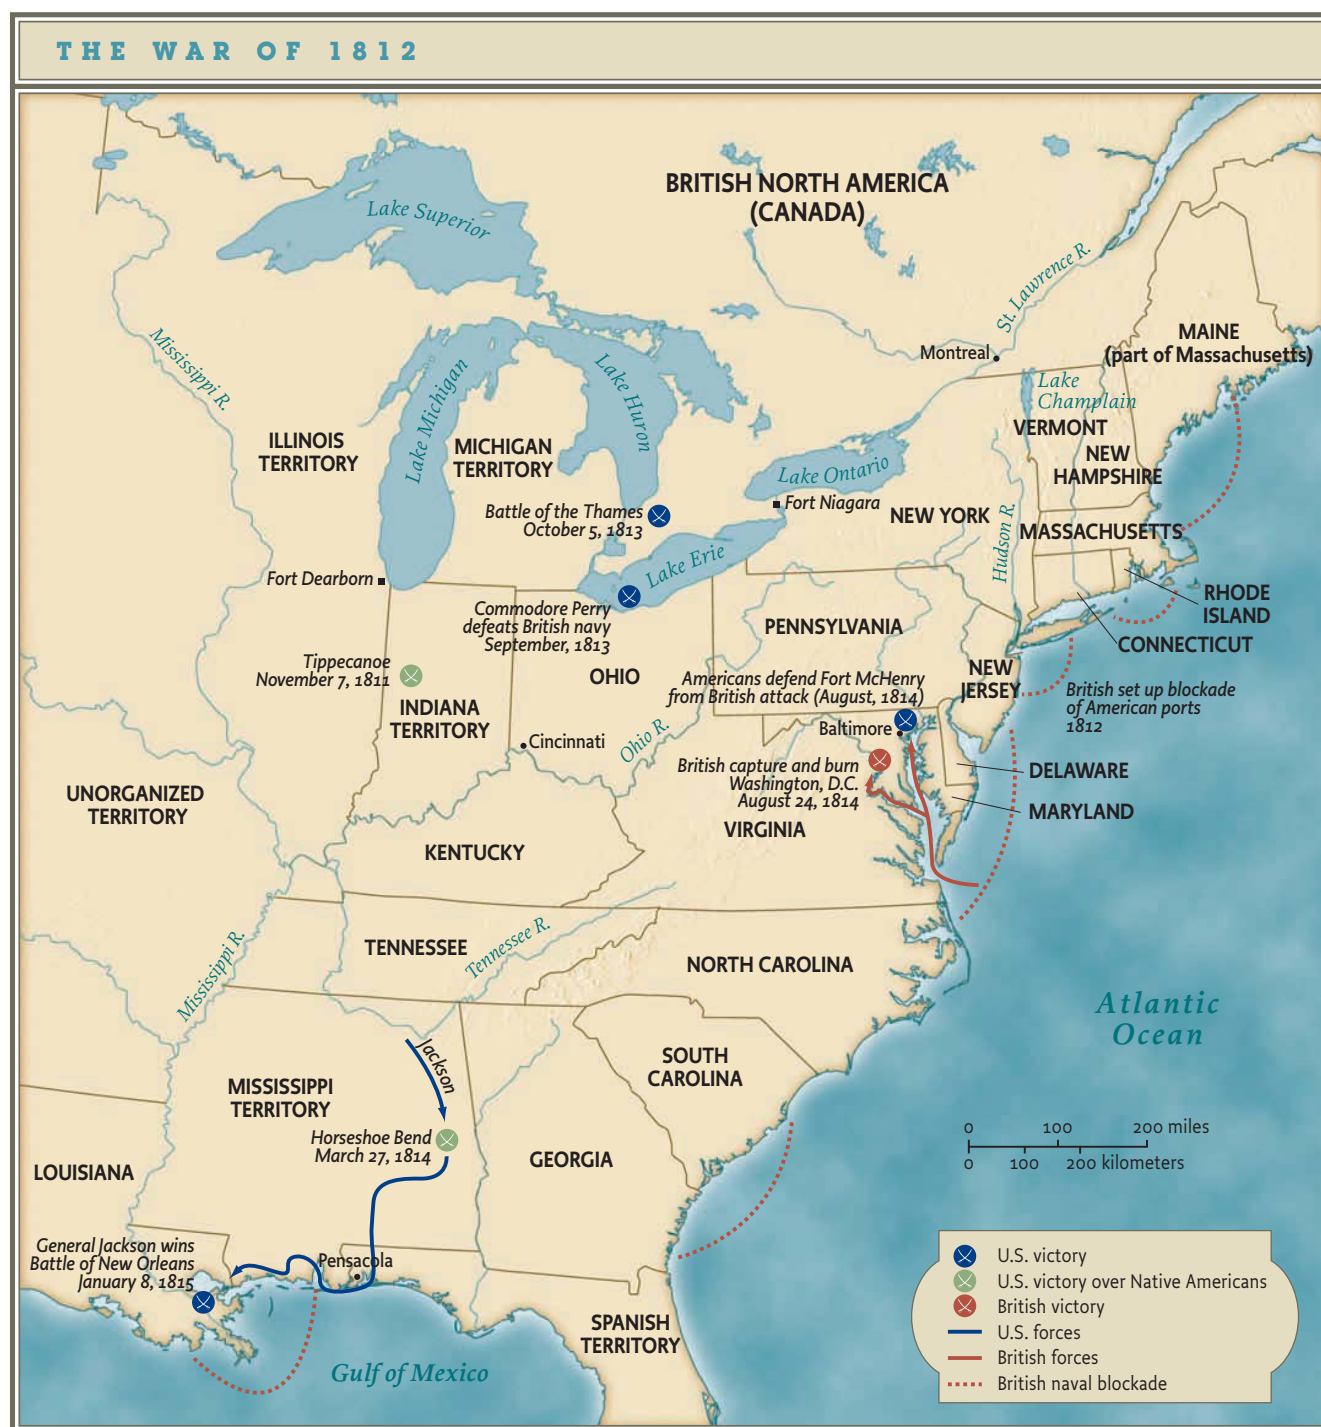 THE WAR OF 1812
BRITISH NORTH AMERICA
(CANADA)
Lake Superior
St. Lawrence R.
Mississippi R.
Montreal
MAINE
(part of Massachusetts)
Lake Michigan
Lake Huron
Lake
Champlain
VERMONT
NEW
HAMPSHIRE
ILLINOIS
TERRITORY
MICHIGAN
TERRITORY
Lake Ontario
Fort Niagara
NEW YORK
Hudson R.
MASSACHUSETTS
Battle of the Thames
October 5, 1813
Lake Erie
Fort Dearborn
RHODE
ISLAND
CONNECTICUT
Commodore Perry
defeats British navy
September, 1813
PENNSYLVANIA
OHIO
NEW
JERSEY
Tippecanoe
November 7, 1811
Americans defend Fort McHenry
from British attack (August, 1814)
British set up blockade
of American ports
1812
INDIANA
TERRITORY
Cincinnati
Ohio R.
Baltimore
British capture and burn
Washington, D.C.
August 24, 1814
DELAWARE
MARYLAND
UNORGANIZED
TERRITORY
VIRGINIA
KENTUCKY
Mississippi R.
TENNESSEE
Tennessee R.
NORTH CAROLINA
Atlantic
Ocean
Jackson
SOUTH
CAROLINA
MISSISSIPPI
TERRITORY
Horseshoe Bend
March 27, 1814
GEORGIA
LOUISIANA
0 100 200 miles
0 100 200 kilometers
General Jackson wins
Battle of New Orleans
January 8, 1815
Pensacola
SPANISH
TERRITORY
Gulf of Mexico
U.S. victory
U.S. victory over Native Americans
British victory
U.S. forces
British forces
British naval blockade